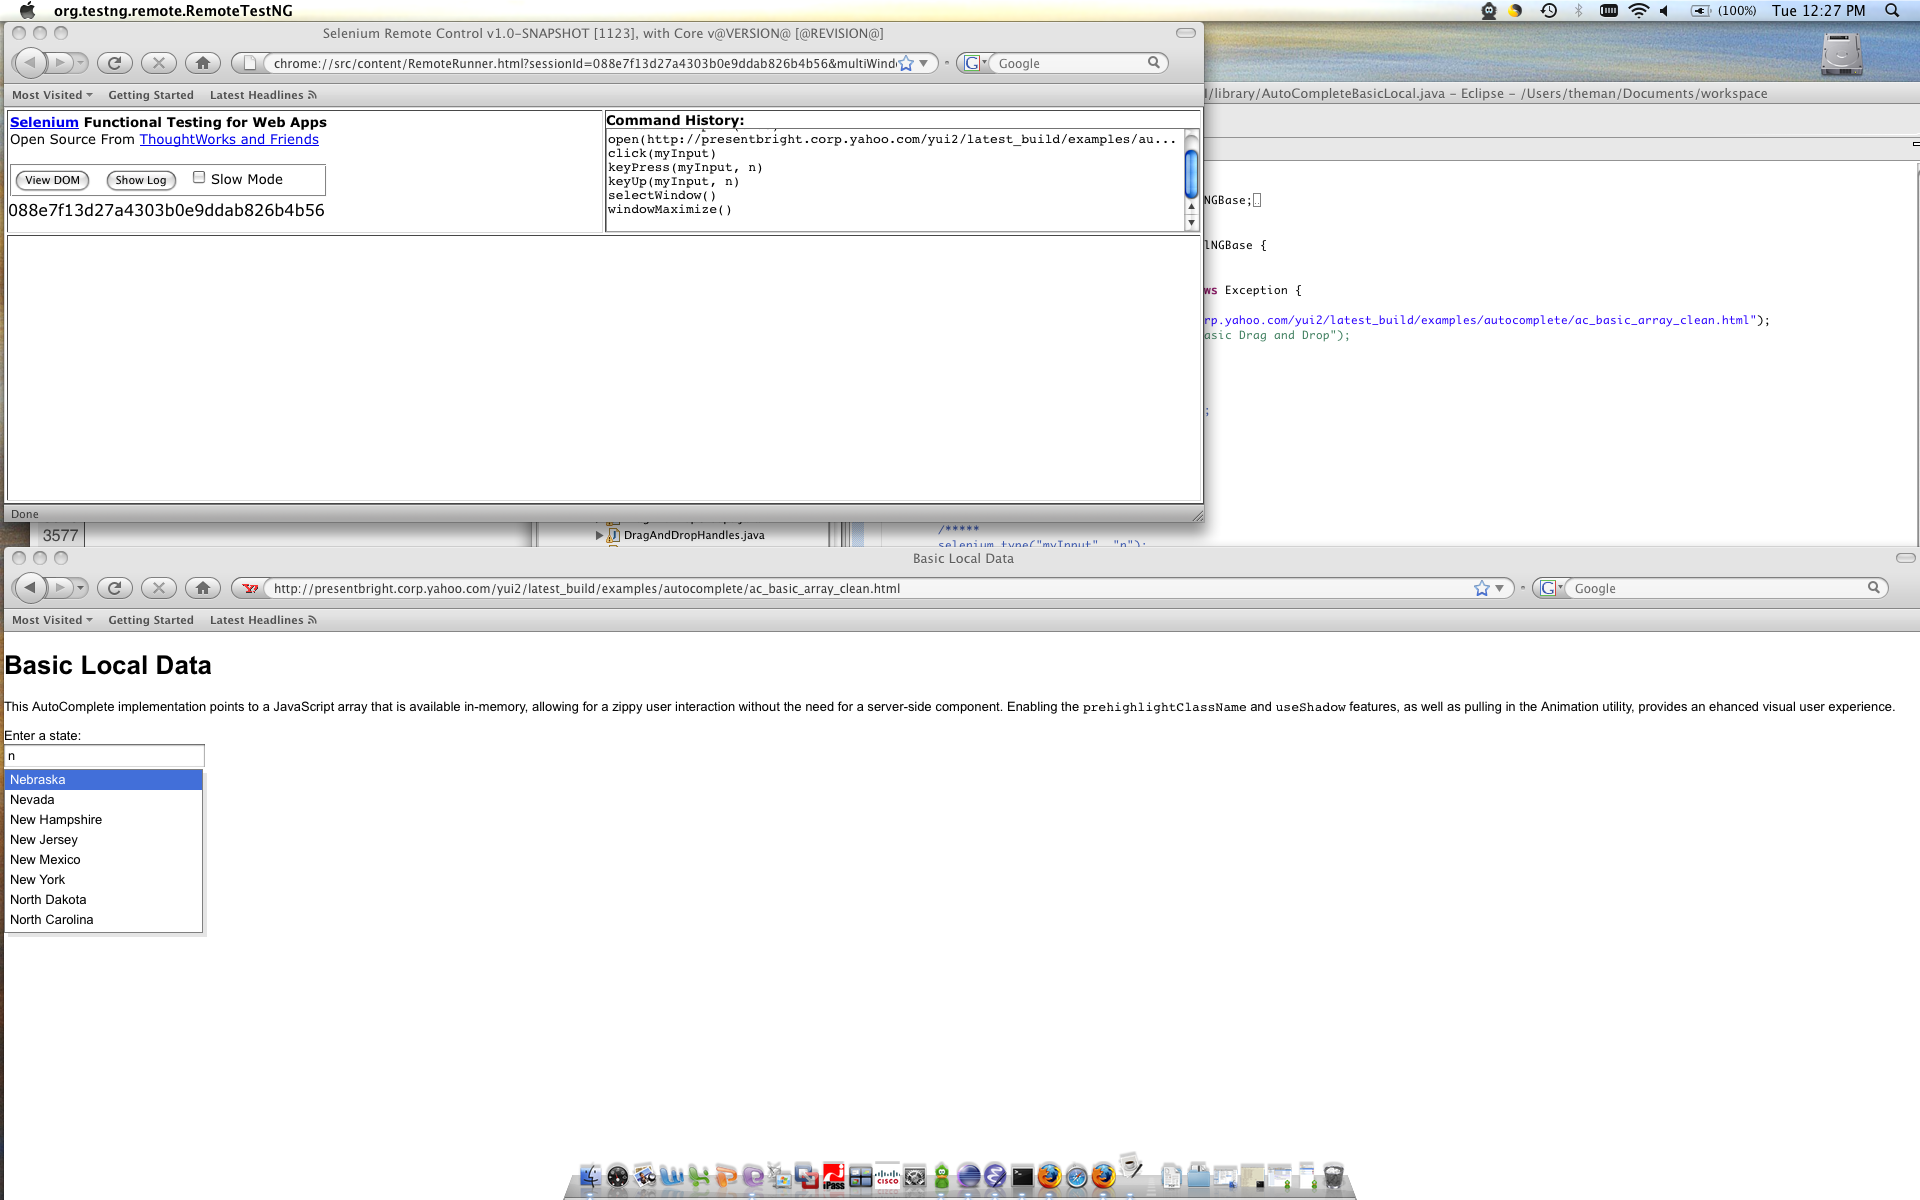 org.testng.remote.RemoteTestNG
(100%) Tue 12:27 PM
Selenium Remote Control v1.0-SNAPSHOT [1123], with Core v@VERSION@ [@REVISION@]
chrome://src/content/RemoteRunner.html?sessionId=088e7f13d27a4303b0e9ddab826b4b56&multiWind
Google
Most Visited Getting Started Latest Headlines
l/library/AutoCompleteBasicLocal.java - Eclipse - /Users/theman/Documents/workspace
Selenium Functional Testing for Web Apps
Open Source From ThoughtWorks and Friends
View DOM Show Log Slow Mode
088e7f13d27a4303b0e9ddab826b4b56
Command History:
open(http://presentbright.corp.yahoo.com/yui2/latest_build/examples/au...
click(myInput)
keyPress(myInput, n)
keyUp(myInput, n)
selectWindow()
windowMaximize()
NGBase;
lNGBase {
ws Exception {
rp.yahoo.com/yui2/latest_build/examples/autocomplete/ac_basic_array_clean.html");
asic Drag and Drop");
;
Done
3577
DragAndDropHandles.java
/*****
selenium.type("myInput", "n");
Basic Local Data
http://presentbright.corp.yahoo.com/yui2/latest_build/examples/autocomplete/ac_basic_array_clean.html
Google
Most Visited Getting Started Latest Headlines
Basic Local Data
This AutoComplete implementation points to a JavaScript array that is available in-memory, allowing for a zippy user interaction without the need for a server-side component. Enabling the prehighlightClassName and useShadow features, as well as pulling in the Animation utility, provides an ehanced visual user experience.
Enter a state:
n
Nebraska
Nevada
New Hampshire
New Jersey
New Mexico
New York
North Dakota
North Carolina
iPass
CISCO